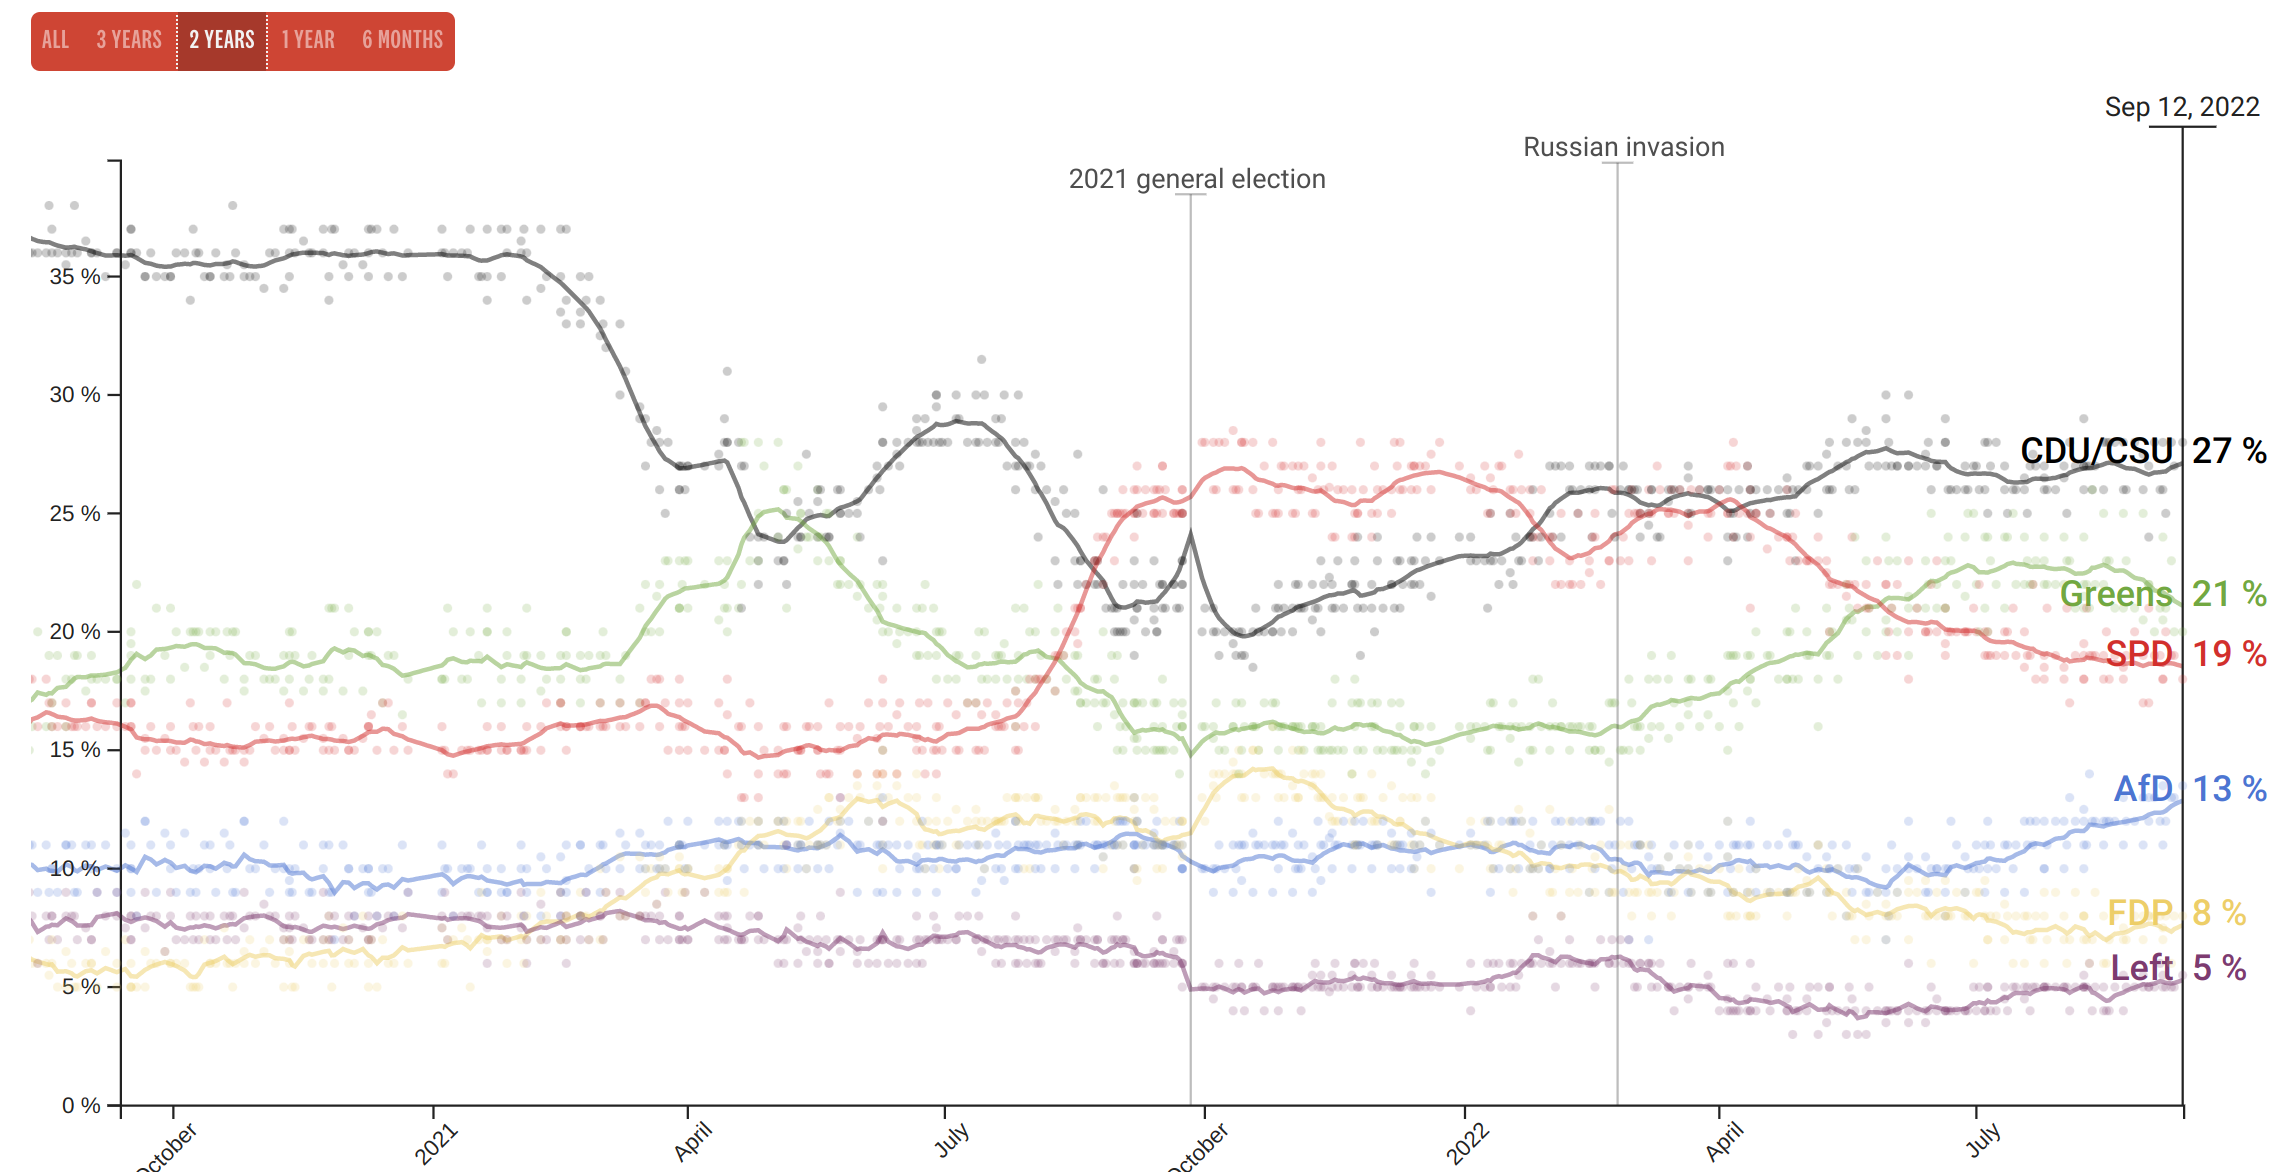 ALL 3 YEARS 2 YEARS 1 YEAR 6 MONTHS
Sep 12, 2022
Russian invasion
2021 general election
35 %
30 %
25 %
20 %
15 %
10 %
5 %
0 %
CDU/CSU 27 %
Greens 21 %
SPD 19 %
AfD 13 %
FDP 8 %
Left 5 %
October 2021 April July October 2022 April July